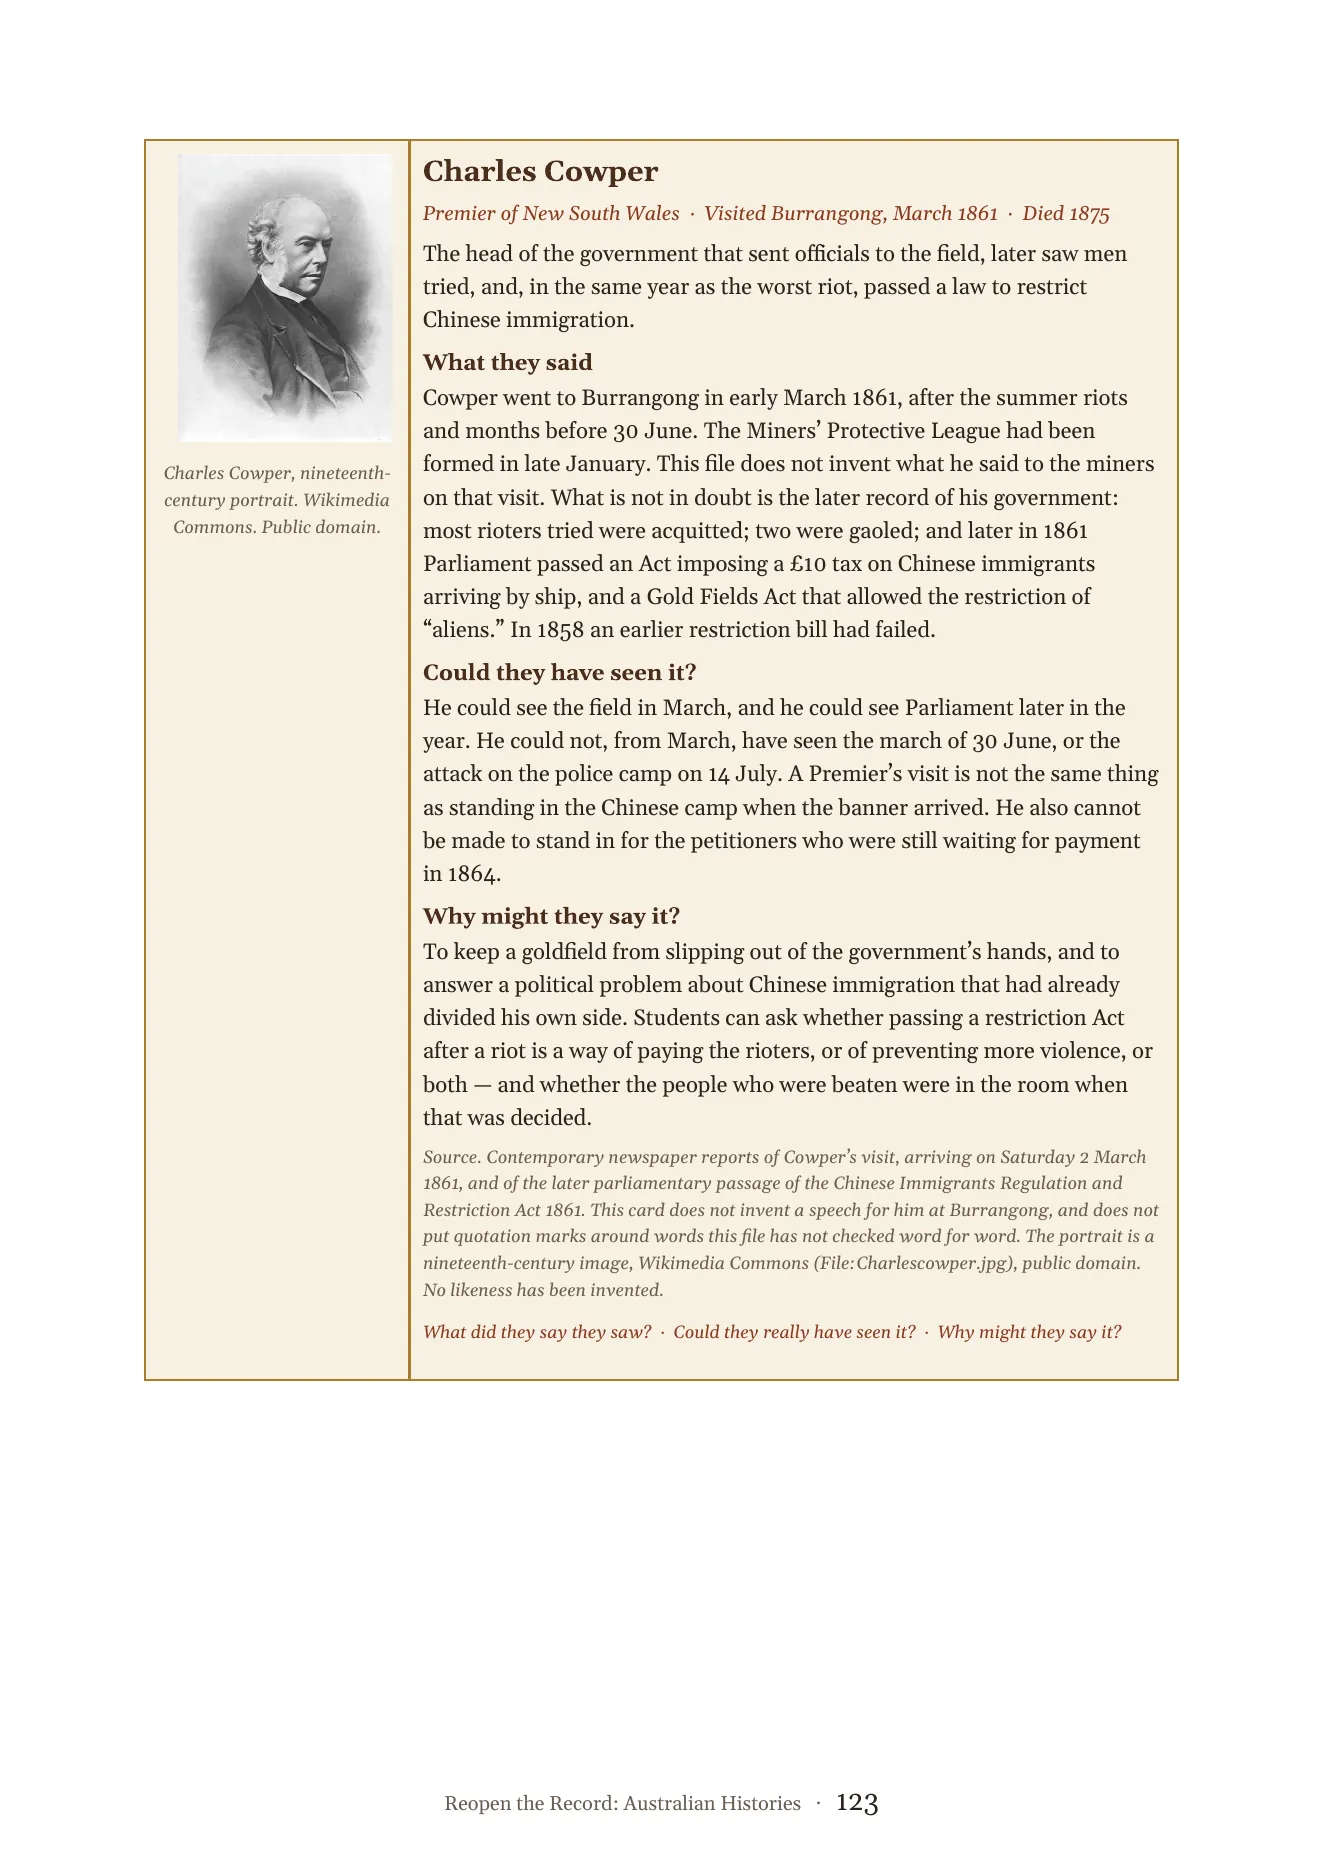 Charles Cowper, nineteenth-
century portrait. Wikimedia
Commons. Public domain.
Charles Cowper
Premier of New South Wales · Visited Burrangong, March 1861 · Died 1875
The head of the government that sent officials to the field, later saw men
tried, and, in the same year as the worst riot, passed a law to restrict
Chinese immigration.
What they said
Cowper went to Burrangong in early March 1861, after the summer riots
and months before 30 June. The Miners’ Protective League had been
formed in late January. This file does not invent what he said to the miners
on that visit. What is not in doubt is the later record of his government:
most rioters tried were acquitted; two were gaoled; and later in 1861
Parliament passed an Act imposing a £10 tax on Chinese immigrants
arriving by ship, and a Gold Fields Act that allowed the restriction of
“aliens.” In 1858 an earlier restriction bill had failed.
Could they have seen it?
He could see the field in March, and he could see Parliament later in the
year. He could not, from March, have seen the march of 30 June, or the
attack on the police camp on 14 July. A Premier’s visit is not the same thing
as standing in the Chinese camp when the banner arrived. He also cannot
be made to stand in for the petitioners who were still waiting for payment
in 1864.
Why might they say it?
To keep a goldfield from slipping out of the government’s hands, and to
answer a political problem about Chinese immigration that had already
divided his own side. Students can ask whether passing a restriction Act
after a riot is a way of paying the rioters, or of preventing more violence, or
both — and whether the people who were beaten were in the room when
that was decided.
Source. Contemporary newspaper reports of Cowper’s visit, arriving on Saturday 2 March
1861, and of the later parliamentary passage of the Chinese Immigrants Regulation and
Restriction Act 1861. This card does not invent a speech for him at Burrangong, and does not
put quotation marks around words this file has not checked word for word. The portrait is a
nineteenth-century image, Wikimedia Commons (File:Charlescowper.jpg), public domain.
No likeness has been invented.
What did they say they saw? · Could they really have seen it? · Why might they say it?
Reopen the Record: Australian Histories · 123